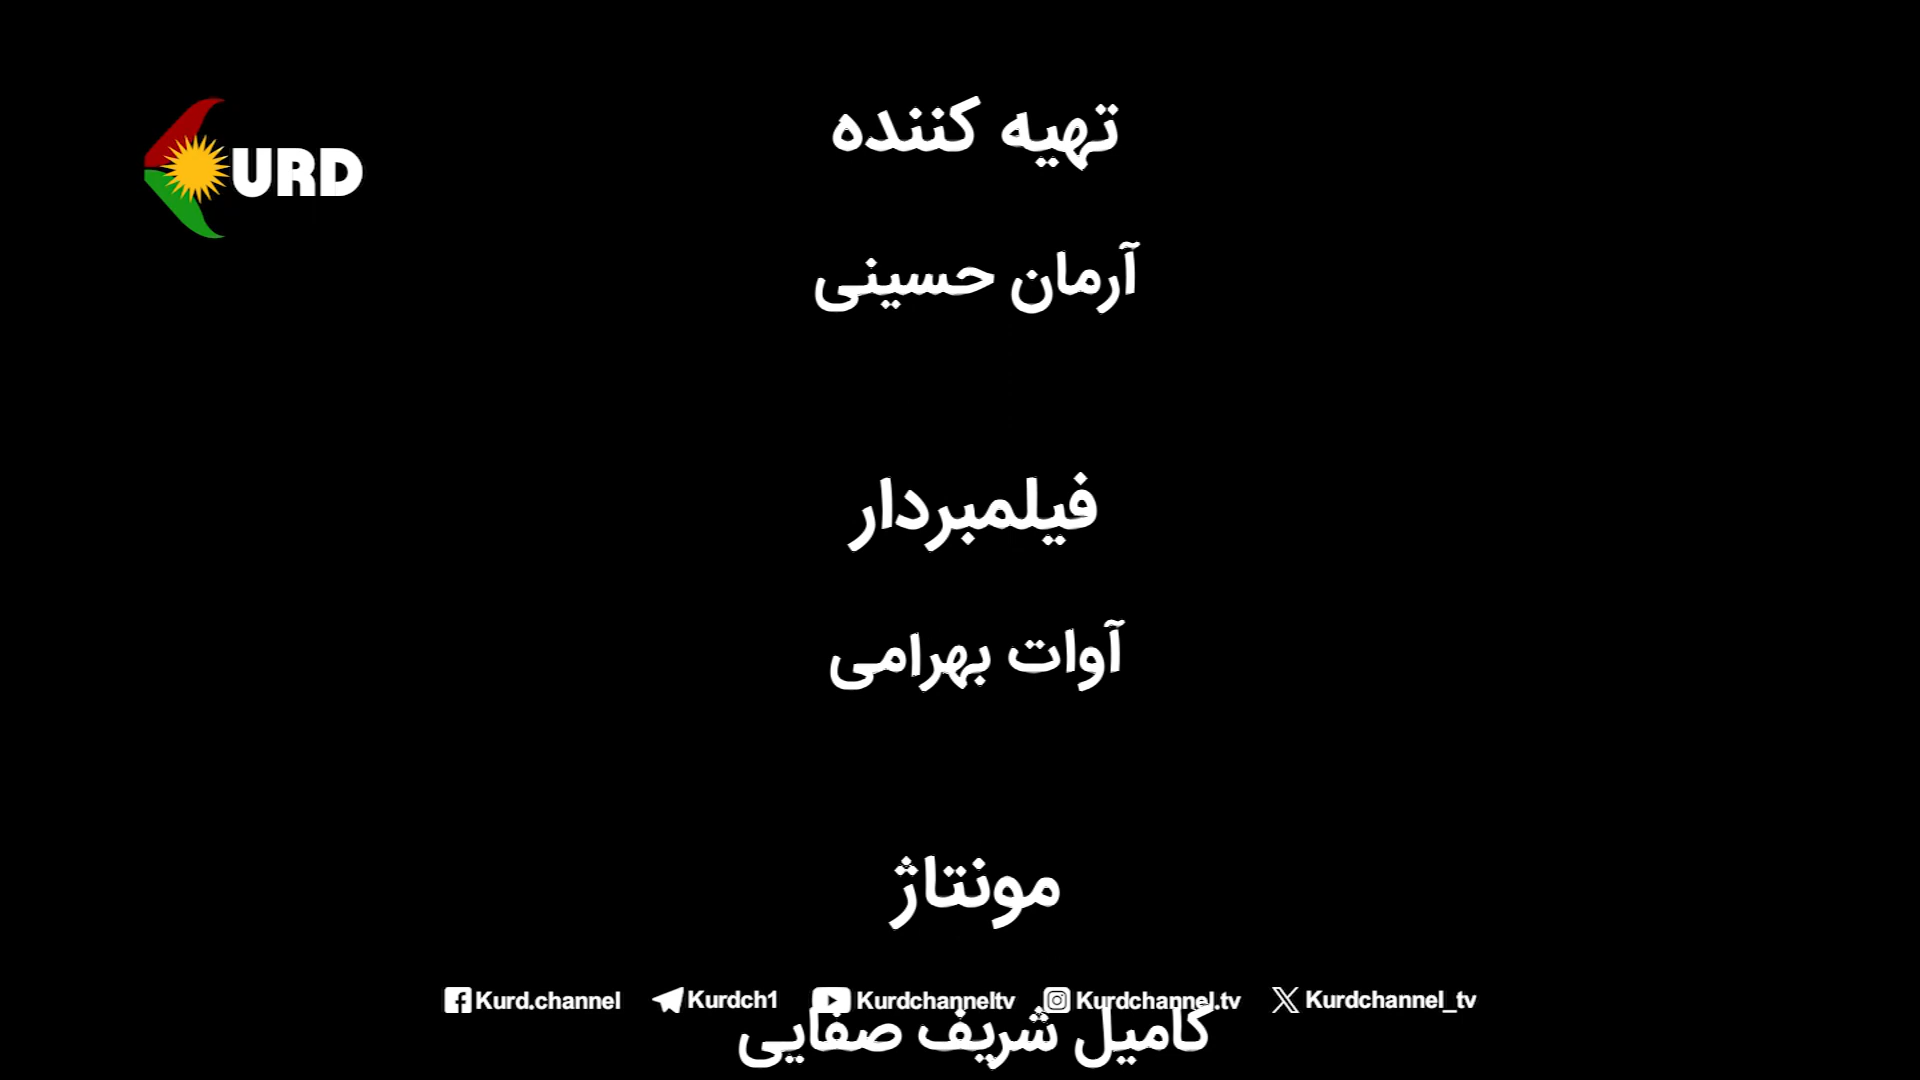 URD
تهیه کننده
آرمان حسینی
فیلمبردار
آوات بهرامی
مونتاژ
Kurd.channel Kurdch1 Kurdchanneltv Kurdchannel.tv Kurdchannel_tv
کامیل شریف صفایی